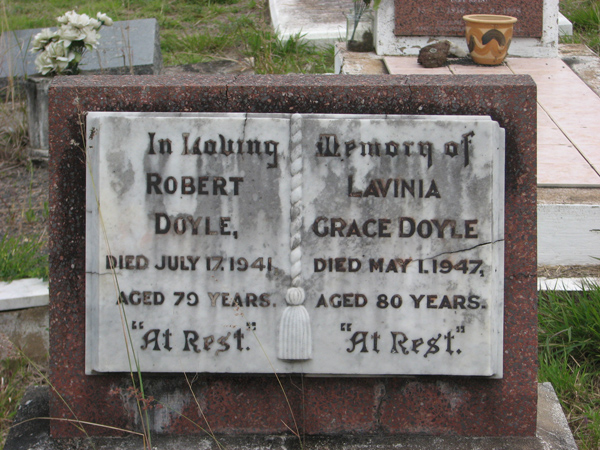 In Loving Memory of
ROBERT
DOYLE,
DIED JULY 17. 1941
AGED 79 YEARS.
"At Rest."
LAVINIA
GRACE DOYLE
DIED MAY 1. 1947,
AGED 80 YEARS.
"At Rest."